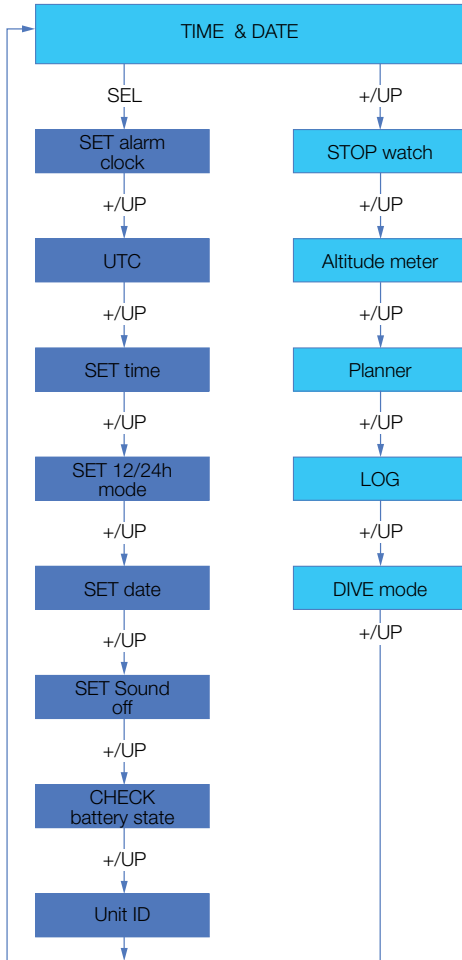 TIME & DATE
SEL
SET alarm
clock
+/UP
UTC
+/UP
SET time
+/UP
SET 12/24h
mode
+/UP
SET date
+/UP
SET Sound
off
+/UP
CHECK
battery state
+/UP
Unit ID
+/UP
STOP watch
+/UP
Altitude meter
+/UP
Planner
+/UP
LOG
+/UP
DIVE mode
+/UP